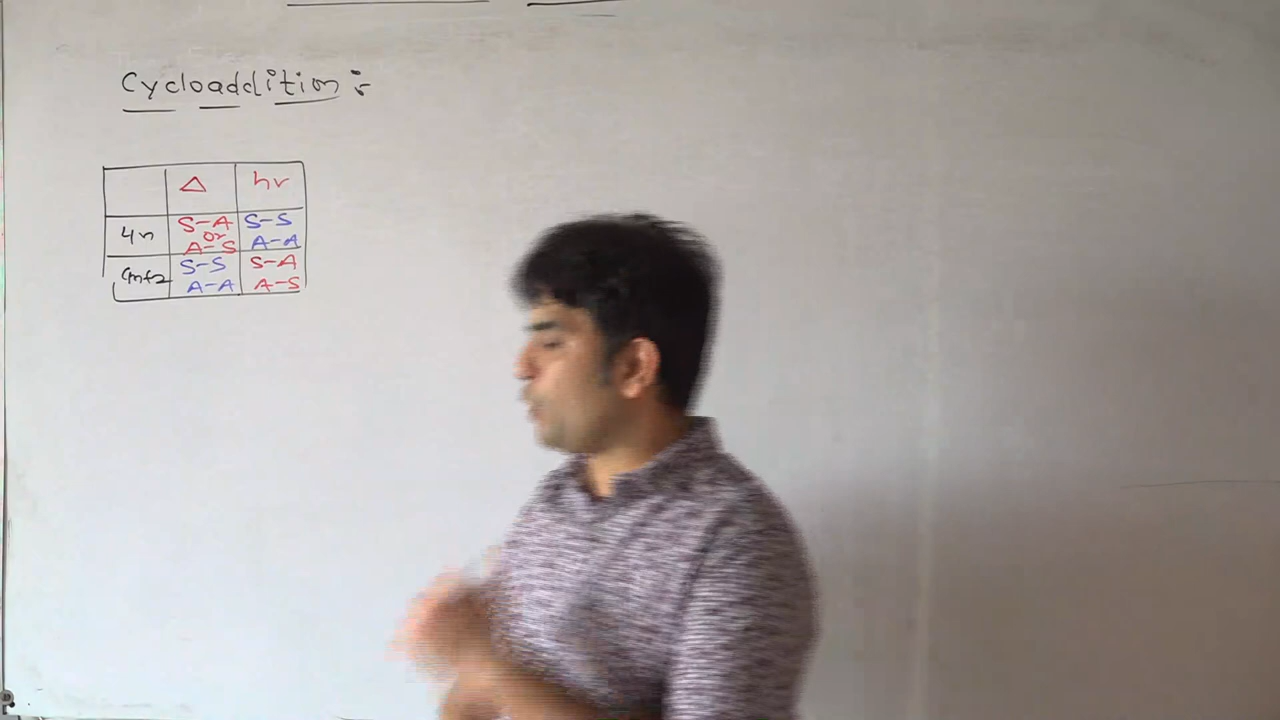 Cycloaddition :-
Δ hν
4n S-A or A-S S-S A-A
4n+2 S-S A-A S-A A-S